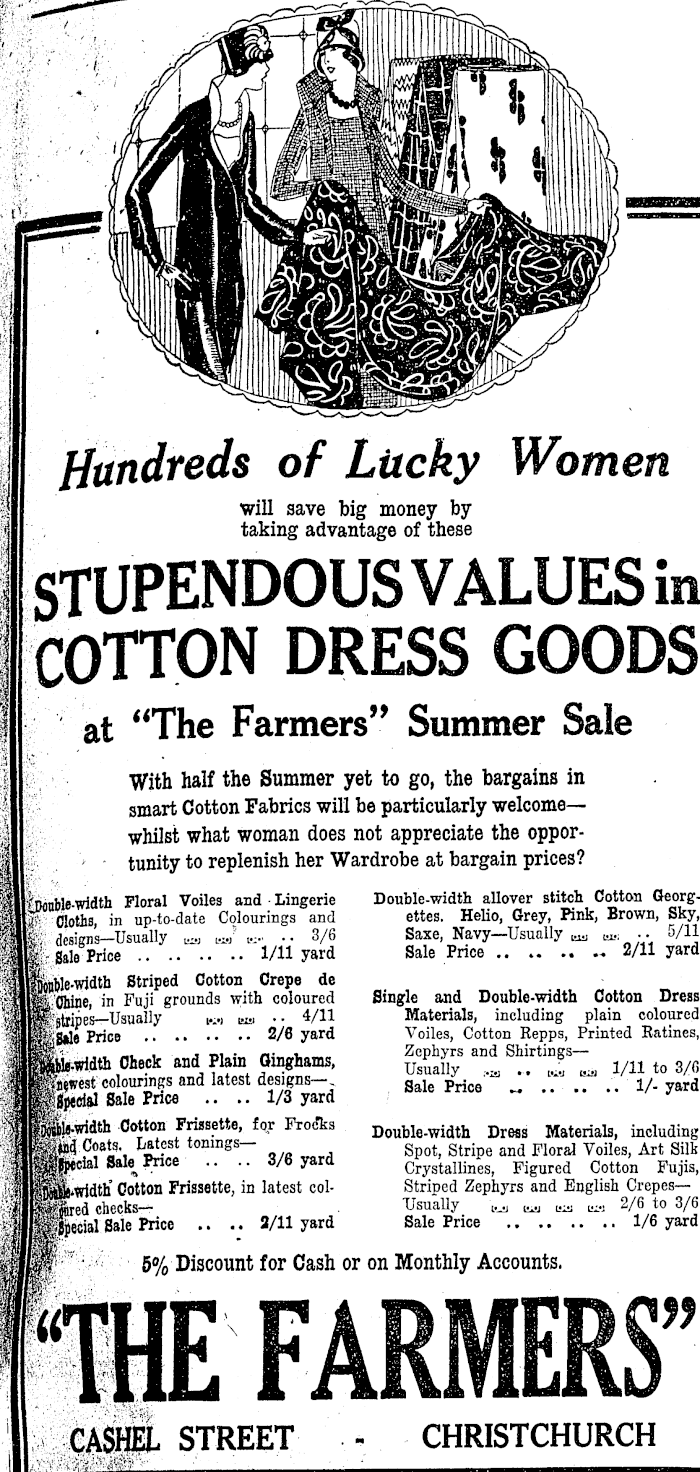 Hundreds of Lucky Women
will save big money by
taking advantage of these
STUPENDOUS VALUES in
COTTON DRESS GOODS
at "The Farmers" Summer Sale
With half the Summer yet to go, the bargains in
smart Cotton Fabrics will be particularly welcome—
whilst what woman does not appreciate the oppor-
tunity to replenish her Wardrobe at bargain prices?
Double-width Floral Voiles and Lingerie
Cloths, in up-to-date Colourings and
designs—Usually .. .. .. .. 3/6
Sale Price .. .. .. .. 1/11 yard
Double-width Striped Cotton Crepe de
Chine, in Fuji grounds with coloured
stripes—Usually .. .. .. 4/11
Sale Price .. .. .. .. 2/6 yard
Double-width Check and Plain Ginghams,
newest colourings and latest designs—
Special Sale Price .. .. 1/3 yard
Double-width Cotton Frissette, for Frocks
and Coats. Latest tonings—
Special Sale Price .. .. 3/6 yard
Double-width Cotton Frissette, in latest col-
oured checks—
Special Sale Price .. .. 2/11 yard
Double-width allover stitch Cotton Georg-
ettes. Helio, Grey, Pink, Brown, Sky,
Saxe, Navy—Usually .. .. .. 5/11
Sale Price .. .. .. .. 2/11 yard
Single and Double-width Cotton Dress
Materials, including plain coloured
Voiles, Cotton Repps, Printed Ratines,
Zephyrs and Shirtings—
Usually .. .. .. .. 1/11 to 3/6
Sale Price .. .. .. .. 1/- yard
Double-width Dress Materials, including
Spot, Stripe and Floral Voiles, Art Silk
Crystallines, Figured Cotton Fujis,
Striped Zephyrs and English Crepes—
Usually .. .. .. .. 2/6 to 3/6
Sale Price .. .. .. .. 1/6 yard
5% Discount for Cash or on Monthly Accounts.
"THE FARMERS"
CASHEL STREET - CHRISTCHURCH